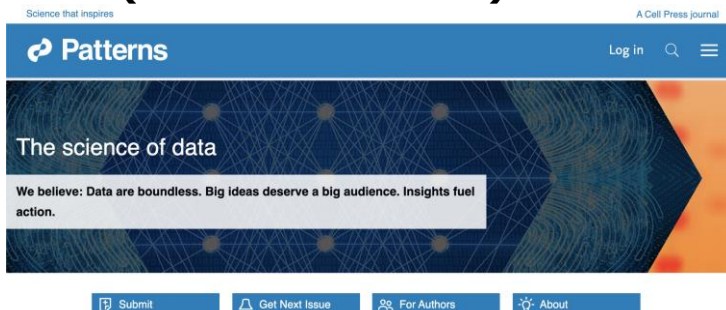 Science that inspires
A Cell Press journal
Patterns
Log in
The science of data
We believe: Data are boundless. Big ideas deserve a big audience. Insights fuel
action.
Submit
Get Next Issue
For Authors
About